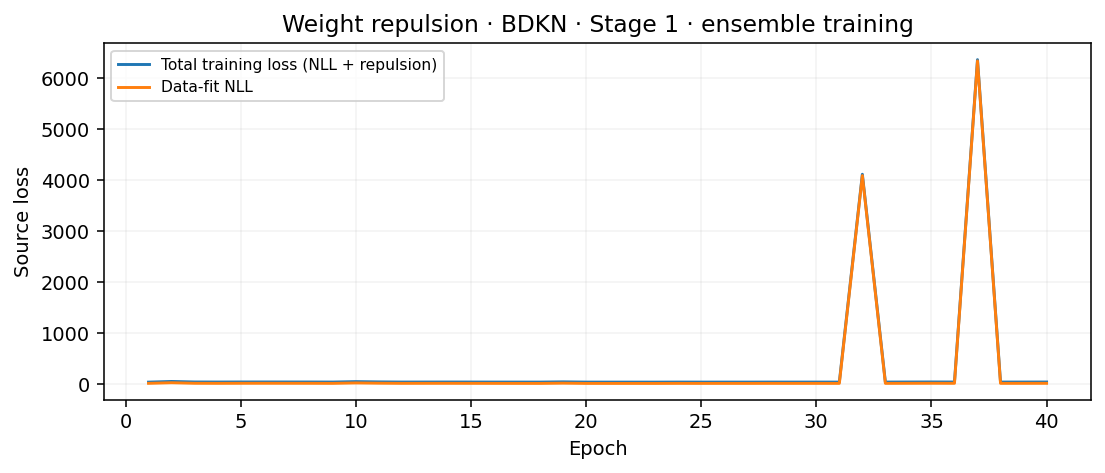 Weight repulsion · BDKN · Stage 1 · ensemble training
Total training loss (NLL + repulsion)
Data-fit NLL
Source loss
6000
5000
4000
3000
2000
1000
0
0 5 10 15 20 25 30 35 40
Epoch